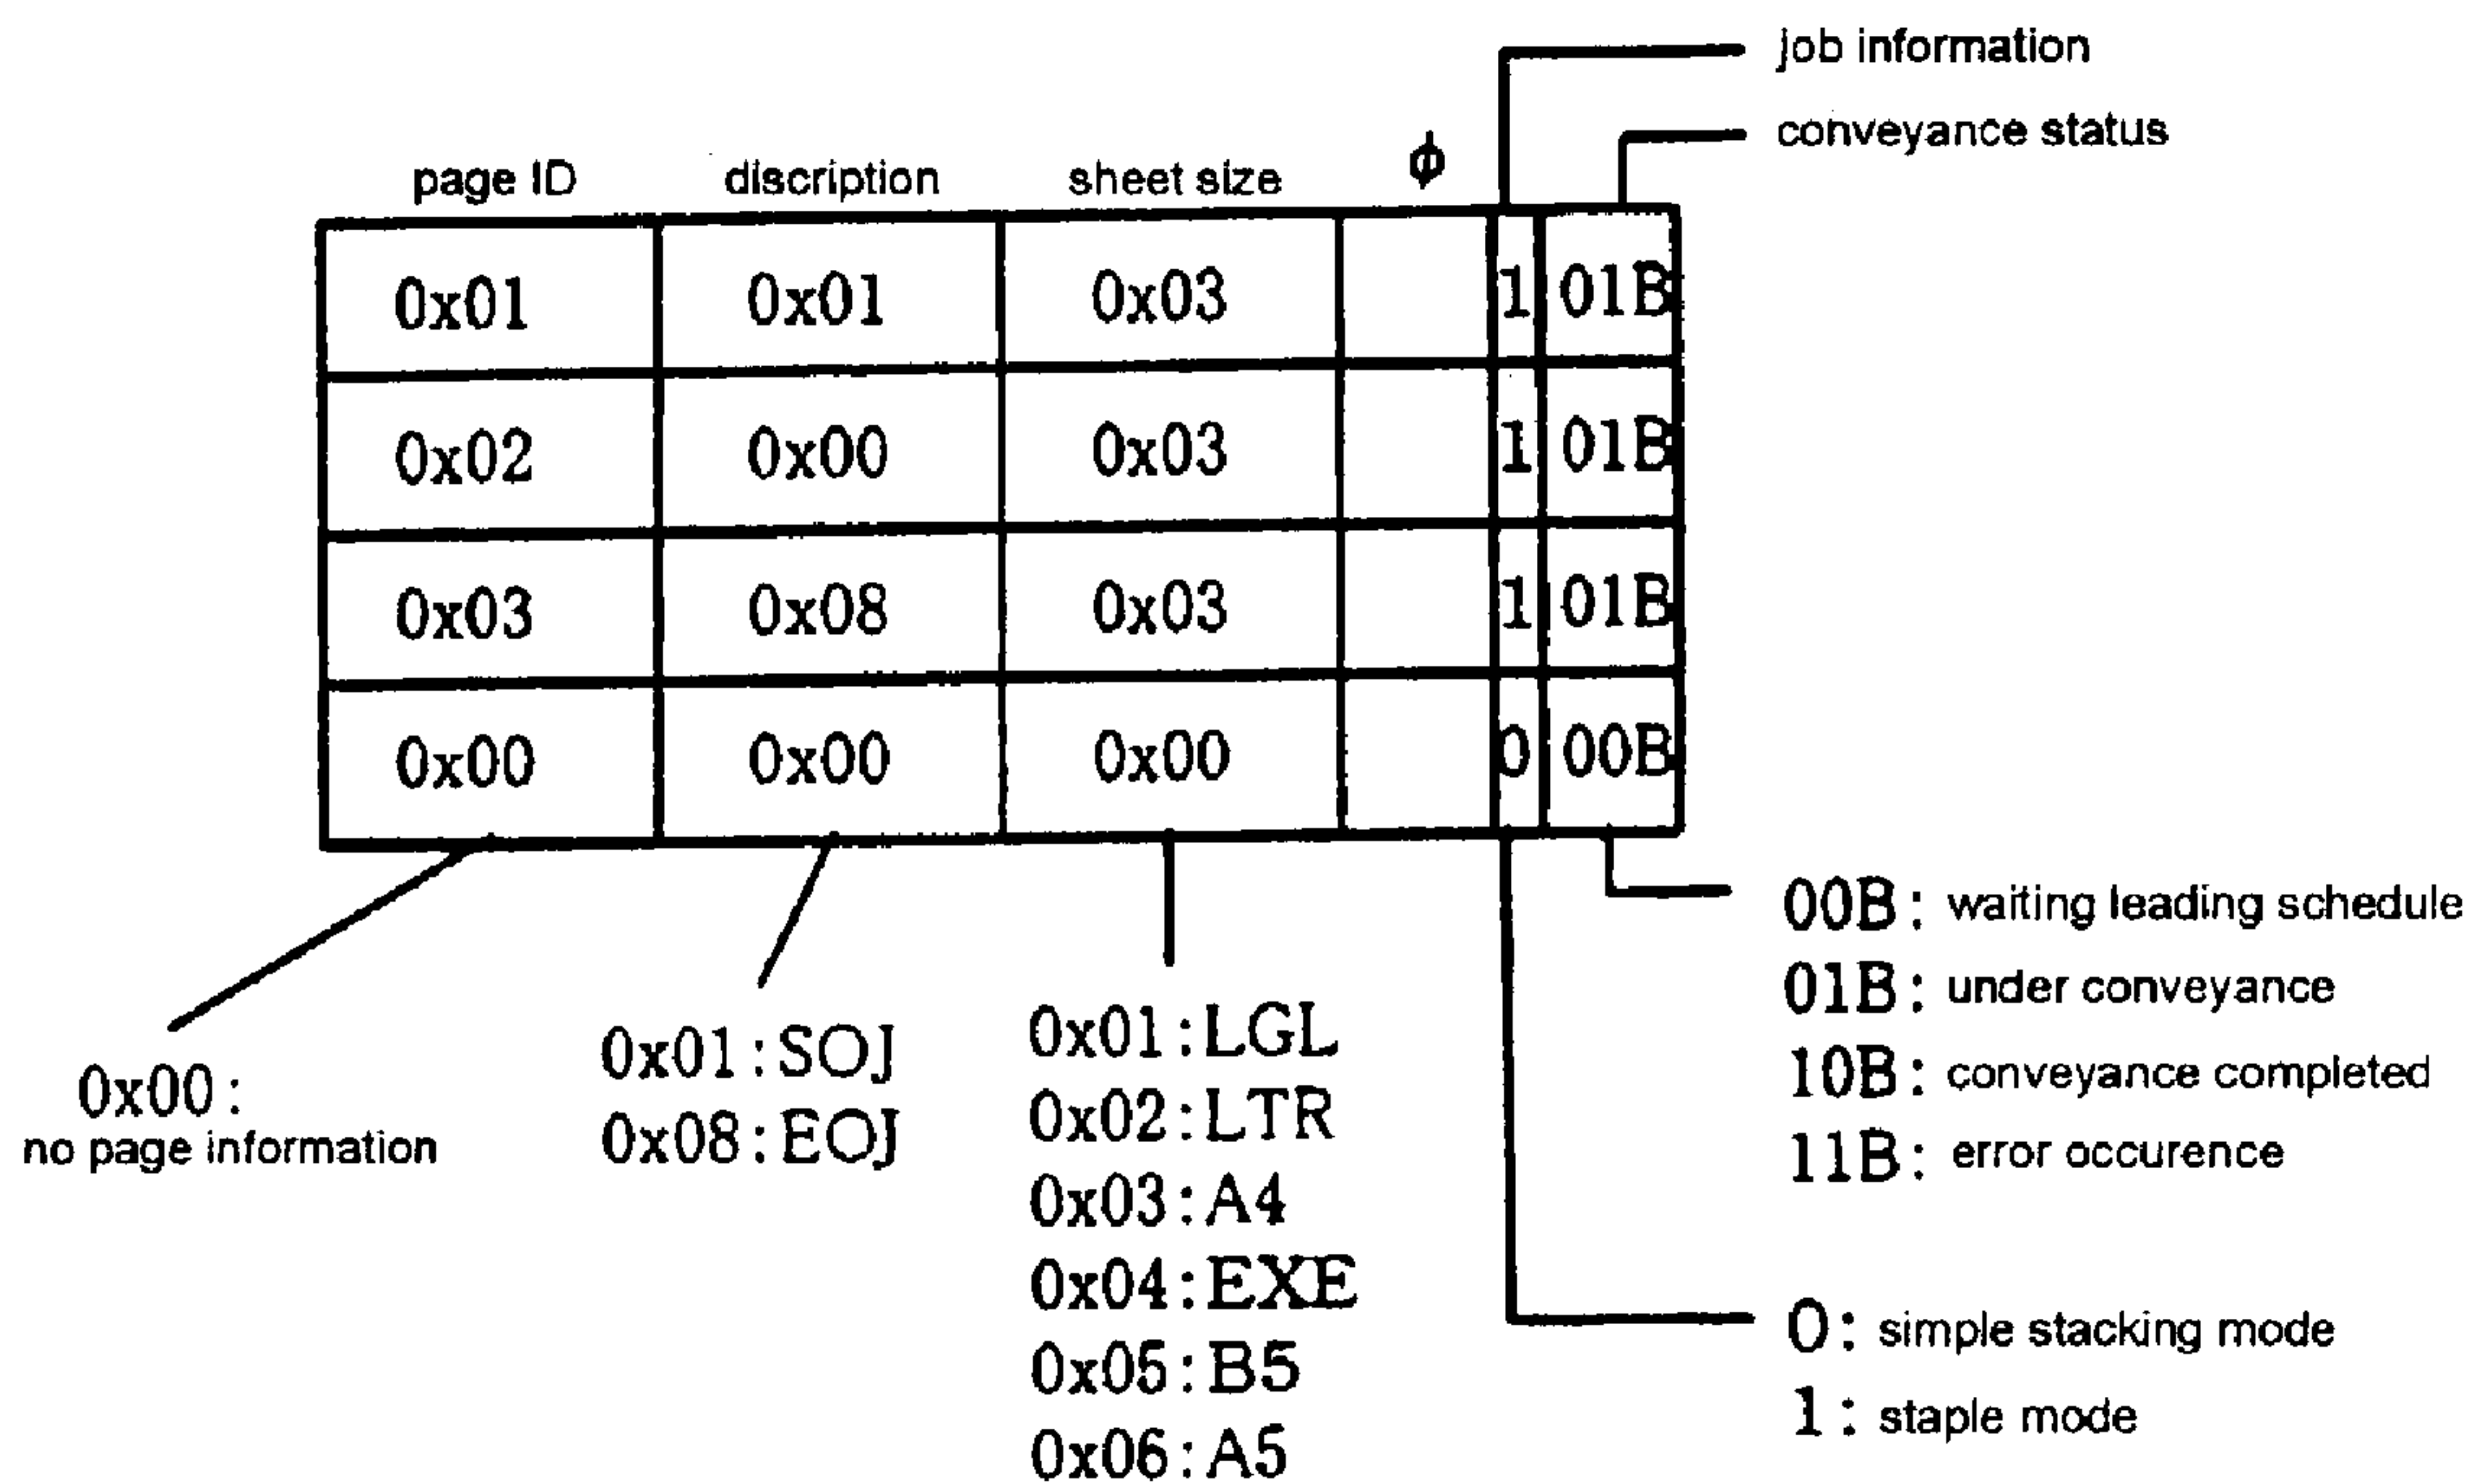 job information
conveyance status
page ID discription sheet size ϕ
0x01 0x01 0x03 1 01B
0x02 0x00 0x03 1 01B
0x03 0x08 0x03 1 01B
0x00 0x00 0x00 0 00B
0x00:
no page information
0x01:SOJ
0x08:EOJ
0x01:LGL
0x02:LTR
0x03:A4
0x04:EXE
0x05:B5
0x06:A5
00B: waiting leading schedule
01B: under conveyance
10B: conveyance completed
11B: error occurence
0: simple stacking mode
1: staple mode